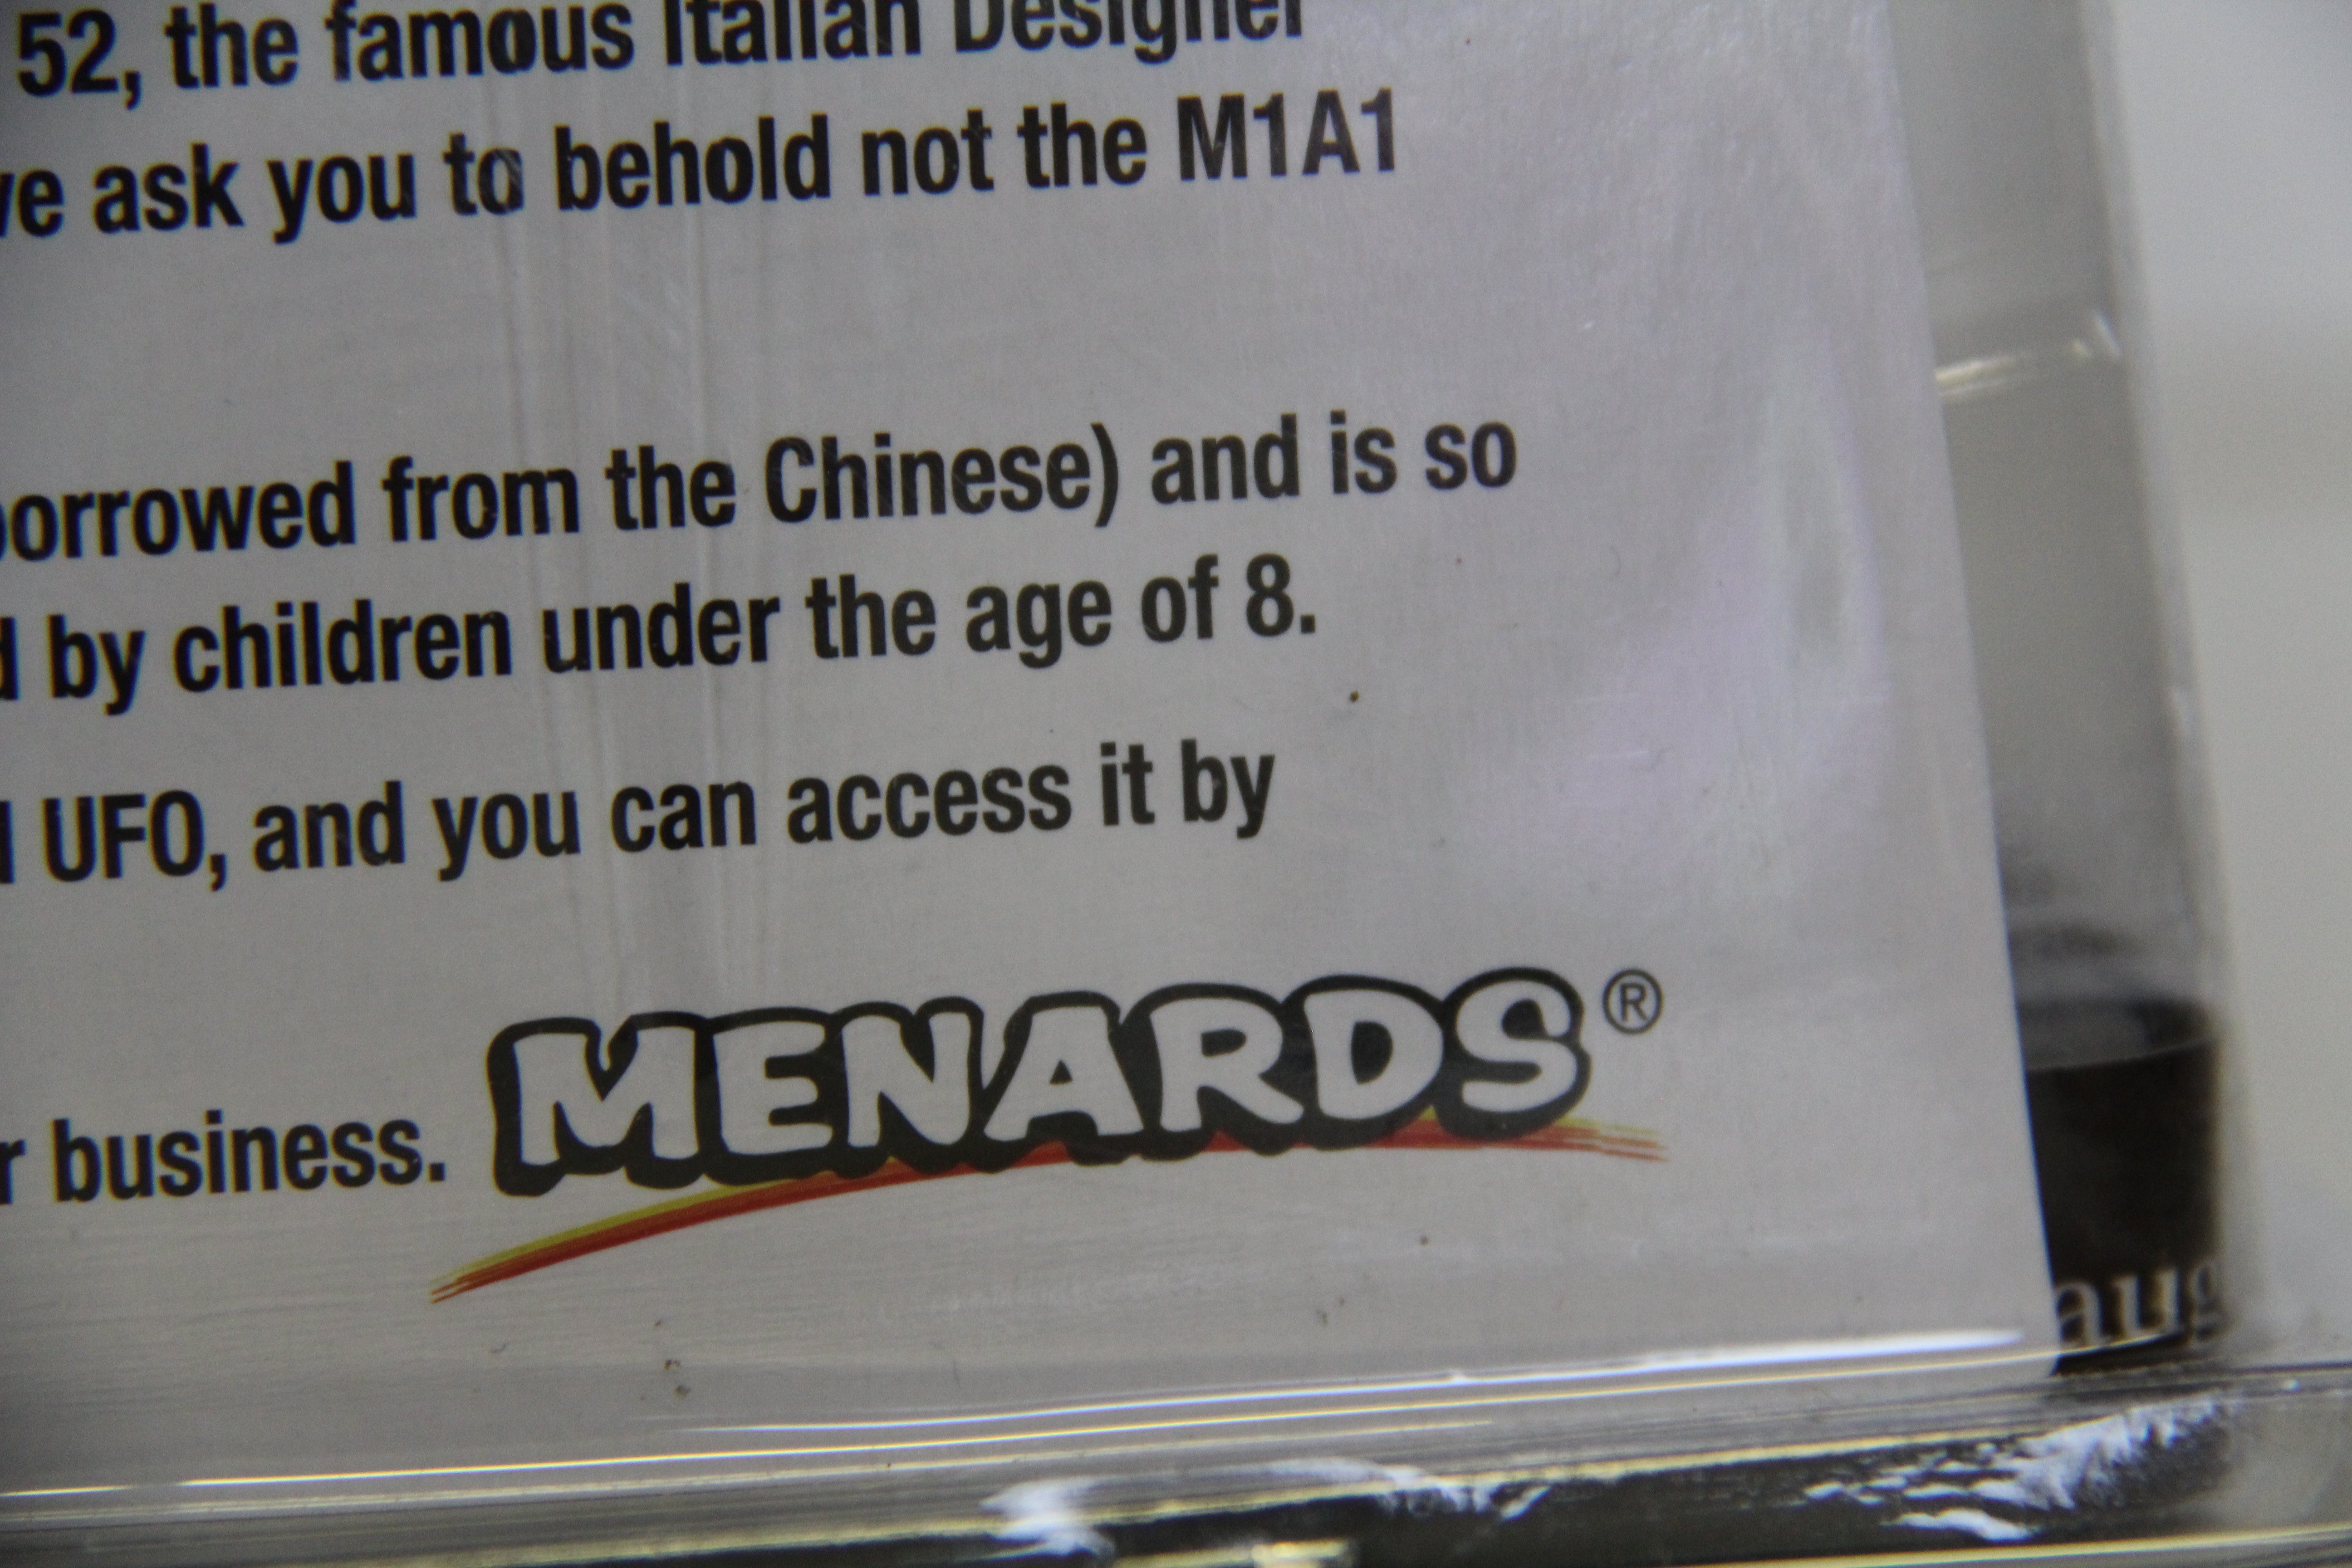 52, the famous Italian Designer
ask you to behold not the M1A1
from the Chinese) and is so
by children under the age of 8.
UFO, and you can access it by
business. MENARDS®